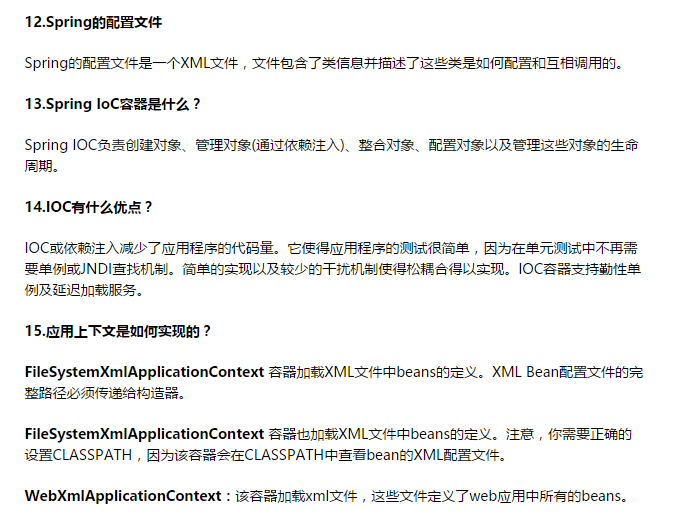 12.Spring的配置文件
Spring的配置文件是一个XML文件，文件包含了类信息并描述了这些类是如何配置和互相调用的。
13.Spring IoC容器是什么？
Spring IOC负责创建对象、管理对象(通过依赖注入)、整合对象、配置对象以及管理这些对象的生命
周期。
14.IOC有什么优点？
IOC或依赖注入减少了应用程序的代码量。它使得应用程序的测试很简单，因为在单元测试中不再需
要单例或JNDI查找机制。简单的实现以及较少的干扰机制使得松耦合得以实现。IOC容器支持勤性单
例及延迟加载服务。
15.应用上下文是如何实现的？
FileSystemXmlApplicationContext 容器加载XML文件中beans的定义。XML Bean配置文件的完
整路径必须传递给构造器。
FileSystemXmlApplicationContext 容器也加载XML文件中beans的定义。注意，你需要正确的
设置CLASSPATH，因为该容器会在CLASSPATH中查看bean的XML配置文件。
WebXmlApplicationContext：该容器加载xml文件，这些文件定义了web应用中所有的beans。